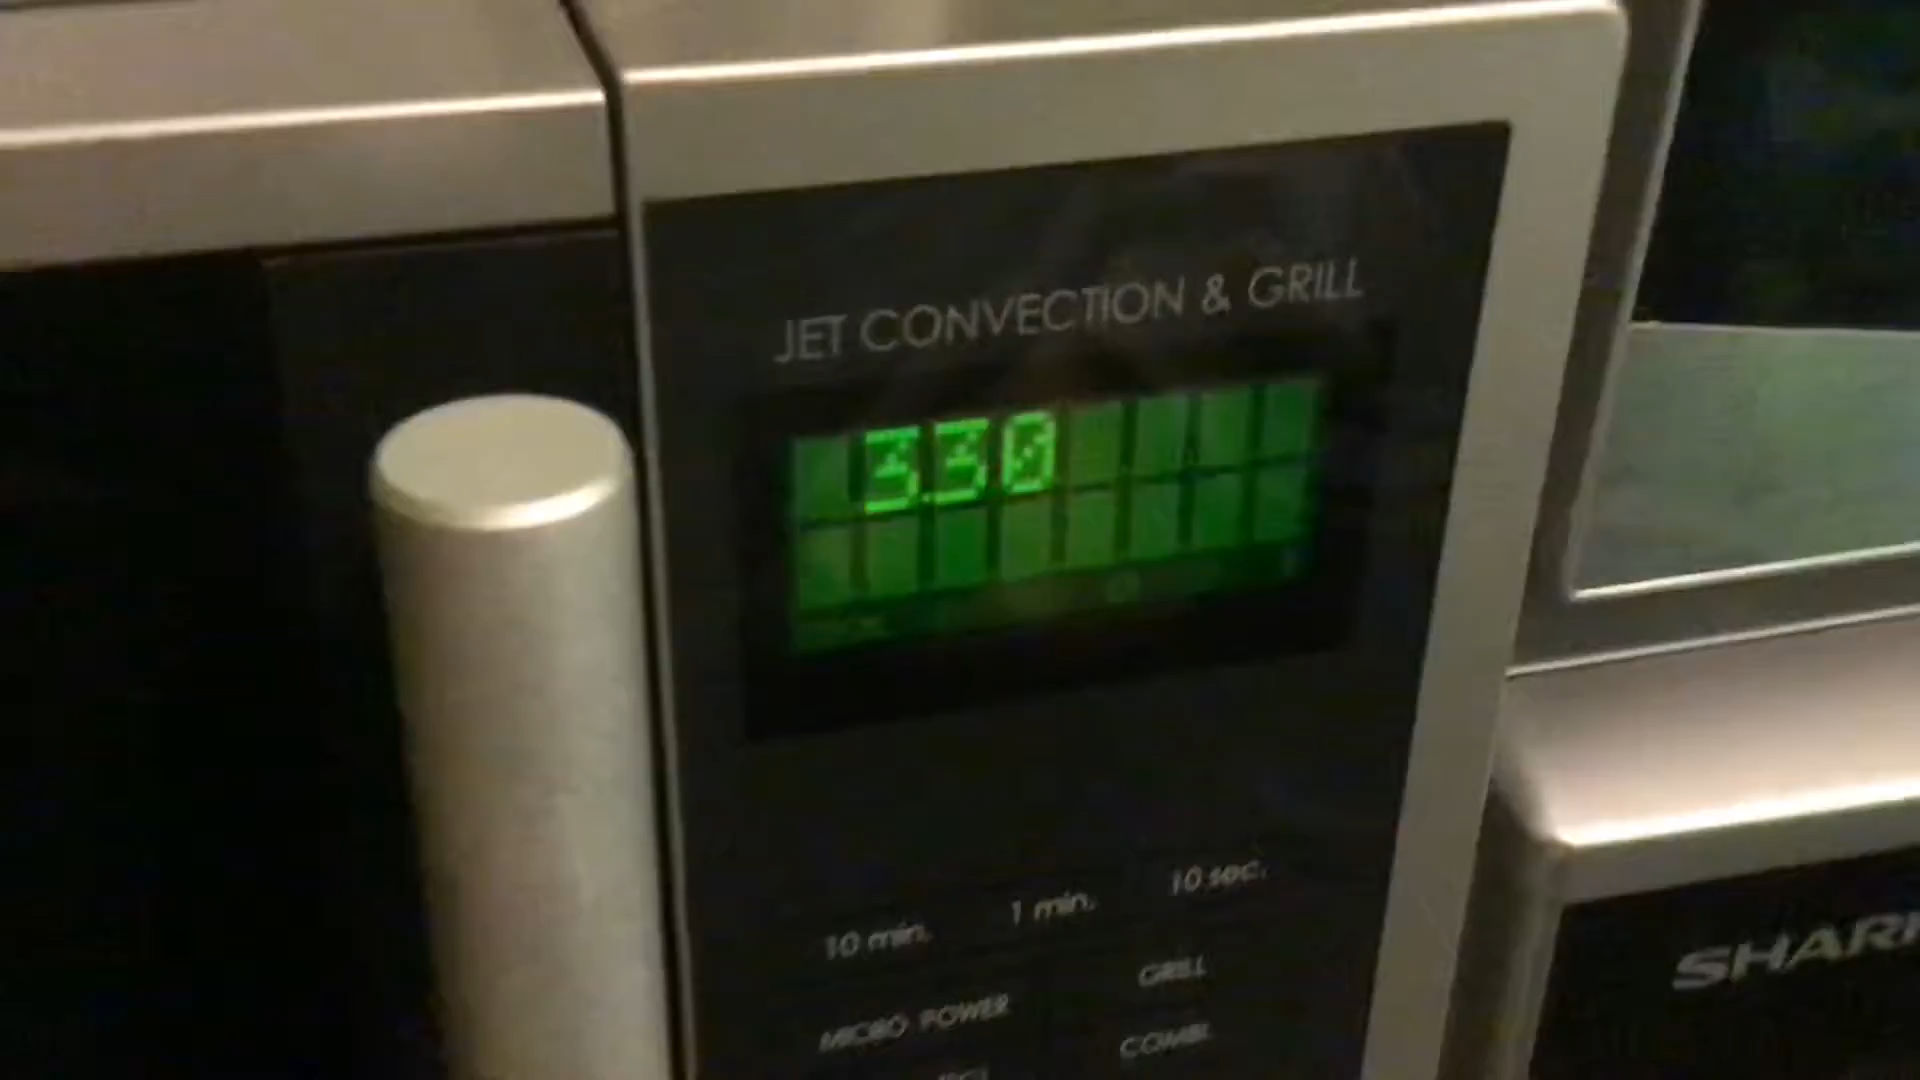 JET CONVECTION & GRILL
3.30
10 min. 1 min. 10 sec.
MICRO POWER GRILL
COMBI.
SHARP